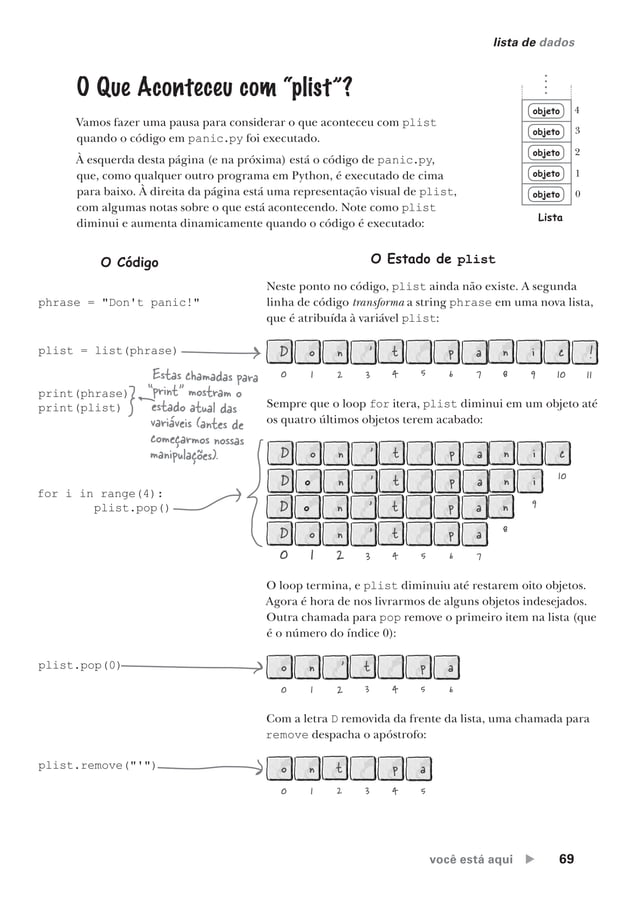 lista de dados
O Que Aconteceu com “plist”?
Vamos fazer uma pausa para considerar o que aconteceu com plist
quando o código em panic.py foi executado.
À esquerda desta página (e na próxima) está o código de panic.py,
que, como qualquer outro programa em Python, é executado de cima
para baixo. À direita da página está uma representação visual de plist,
com algumas notas sobre o que está acontecendo. Note como plist
diminui e aumenta dinamicamente quando o código é executado:
objeto 4
objeto 3
objeto 2
objeto 1
objeto 0
Lista
O Código
O Estado de plist
Neste ponto no código, plist ainda não existe. A segunda
linha de código transforma a string phrase em uma nova lista,
que é atribuída à variável plist:
phrase = "Don't panic!"
plist = list(phrase)
D o n ' t p a n i c !
0 1 2 3 4 5 6 7 8 9 10 11
print(phrase)
print(plist)
Estas chamadas para
“print” mostram o
estado atual das
variáveis (antes de
começarmos nossas
manipulações).
Sempre que o loop for itera, plist diminui em um objeto até
os quatro últimos objetos terem acabado:
for i in range(4):
plist.pop()
D o n ' t p a n i c
10
D o n ' t p a n i
9
D o n ' t p a n
8
D o n ' t p a
0 1 2 3 4 5 6 7
O loop termina, e plist diminuiu até restarem oito objetos.
Agora é hora de nos livrarmos de alguns objetos indesejados.
Outra chamada para pop remove o primeiro item na lista (que
é o número do índice 0):
plist.pop(0)
o n ' t p a
0 1 2 3 4 5 6
Com a letra D removida da frente da lista, uma chamada para
remove despacha o apóstrofo:
plist.remove("'")
o n t p a
0 1 2 3 4 5
você está aqui ▶ 69